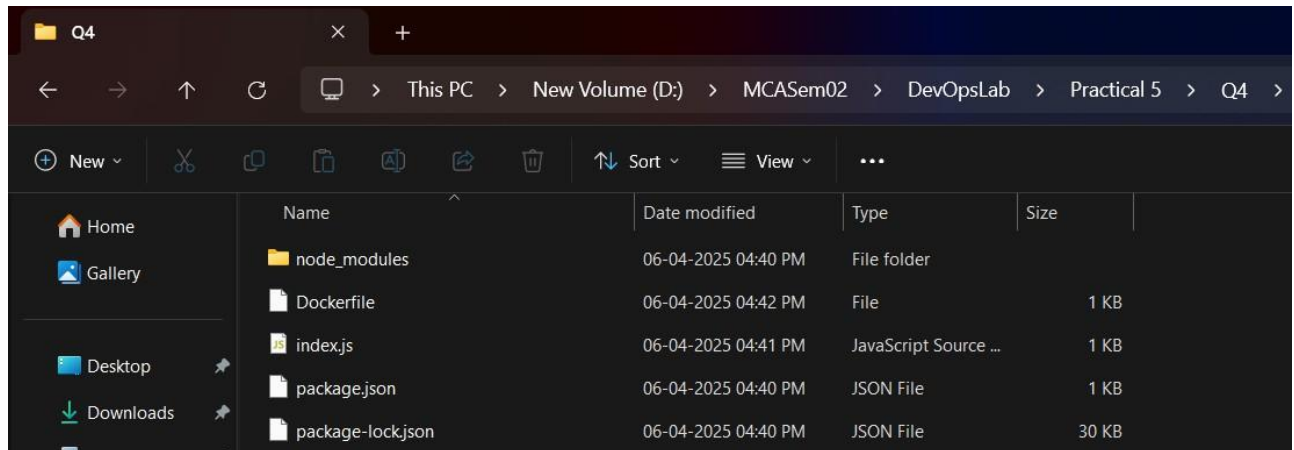 Q4
This PC > New Volume (D:) > MCASem02 > DevOpsLab > Practical 5 > Q4 >
New Sort View
Name Date modified Type Size
Home
Gallery
Desktop
Downloads
node_modules 06-04-2025 04:40 PM File folder
Dockerfile 06-04-2025 04:42 PM File 1 KB
JS index.js 06-04-2025 04:41 PM JavaScript Source ... 1 KB
package.json 06-04-2025 04:40 PM JSON File 1 KB
package-lock.json 06-04-2025 04:40 PM JSON File 30 KB